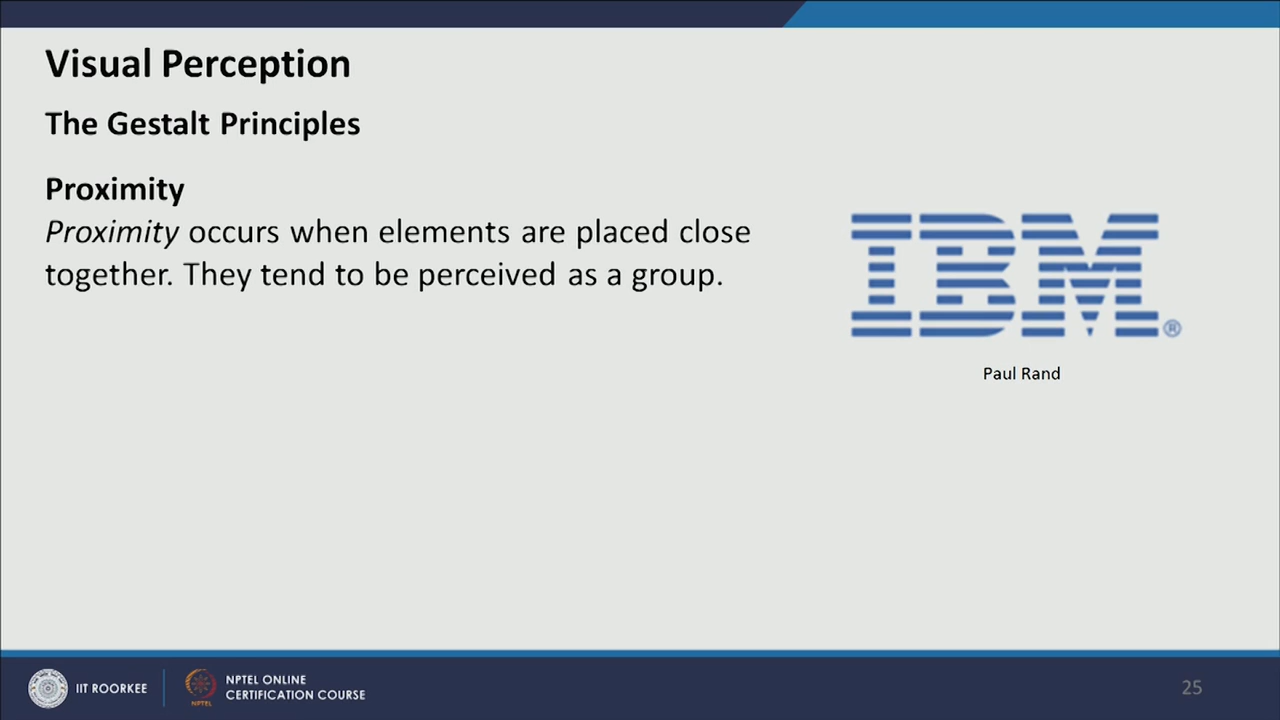 Visual Perception
The Gestalt Principles
Proximity
Proximity occurs when elements are placed close
together. They tend to be perceived as a group.
IBM®
Paul Rand
IIT ROORKEE
NPTEL
NPTEL ONLINE
CERTIFICATION COURSE
25